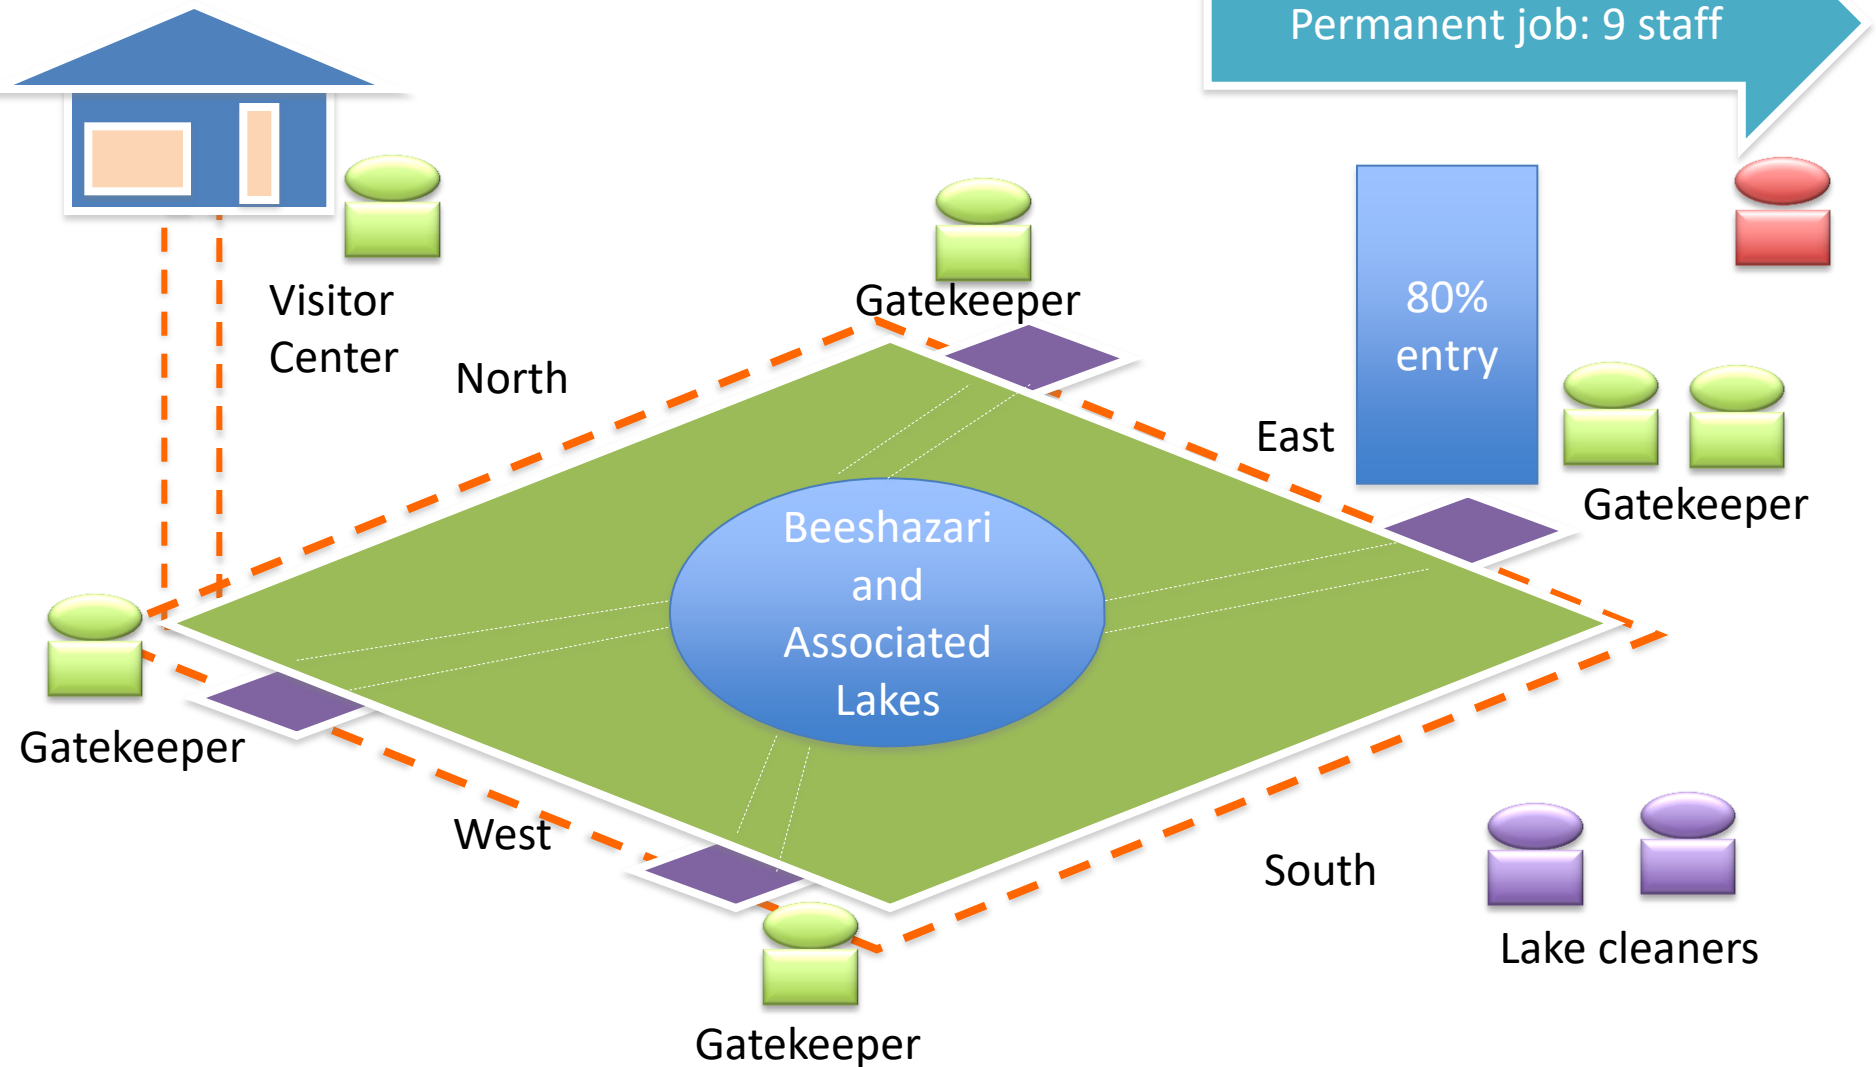 Permanent job: 9 staff
Visitor
Center
North
Gatekeeper
80%
entry
East
Gatekeeper
Beeshazari
and
Associated
Lakes
Gatekeeper
West
South
Lake cleaners
Gatekeeper